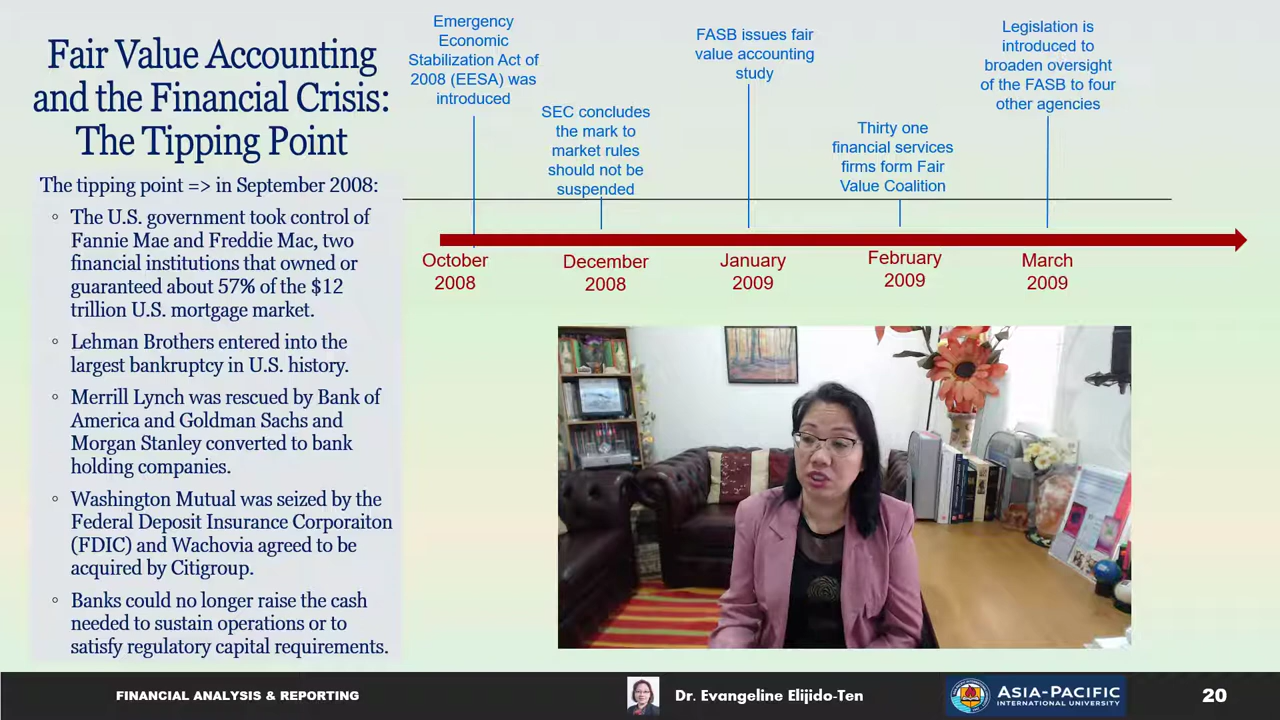 Fair Value Accounting
and the Financial Crisis:
The Tipping Point
The tipping point => in September 2008:
◦ The U.S. government took control of
Fannie Mae and Freddie Mac, two
financial institutions that owned or
guaranteed about 57% of the $12
trillion U.S. mortgage market.
◦ Lehman Brothers entered into the
largest bankruptcy in U.S. history.
◦ Merrill Lynch was rescued by Bank of
America and Goldman Sachs and
Morgan Stanley converted to bank
holding companies.
◦ Washington Mutual was seized by the
Federal Deposit Insurance Corporaiton
(FDIC) and Wachovia agreed to be
acquired by Citigroup.
◦ Banks could no longer raise the cash
needed to sustain operations or to
satisfy regulatory capital requirements.
Emergency
Economic
Stabilization Act of
2008 (EESA) was
introduced
SEC concludes
the mark to
market rules
should not be
suspended
FASB issues fair
value accounting
study
Thirty one
financial services
firms form Fair
Value Coalition
Legislation is
introduced to
broaden oversight
of the FASB to four
other agencies
October
2008
December
2008
January
2009
February
2009
March
2009
FINANCIAL ANALYSIS & REPORTING
Dr. Evangeline Elijido-Ten
ASIA-PACIFIC
INTERNATIONAL UNIVERSITY
20